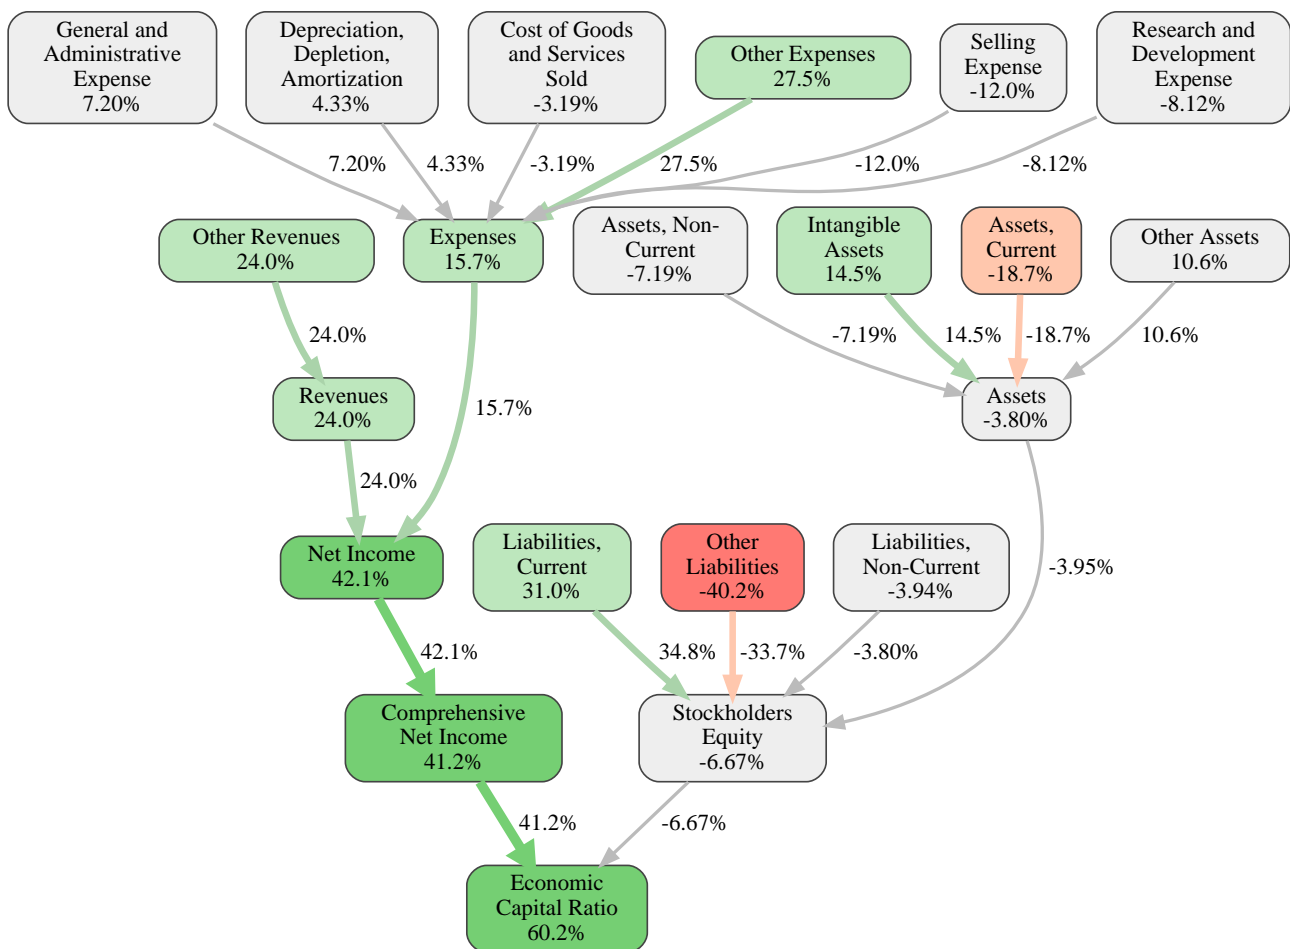 General and
Administrative
Expense
7.20%
Depreciation,
Depletion,
Amortization
4.33%
Cost of Goods
and Services
Sold
-3.19%
Other Expenses
27.5%
Selling
Expense
-12.0%
Research and
Development
Expense
-8.12%
7.20%
4.33%
-3.19%
27.5%
-12.0%
-8.12%
Other Revenues
24.0%
Expenses
15.7%
Assets, Non-
Current
-7.19%
Intangible
Assets
14.5%
Assets,
Current
-18.7%
Other Assets
10.6%
24.0%
-7.19%
14.5%
-18.7%
10.6%
Revenues
24.0%
15.7%
Assets
-3.80%
24.0%
Net Income
42.1%
Liabilities,
Current
31.0%
Other
Liabilities
-40.2%
Liabilities,
Non-Current
-3.94%
-3.95%
42.1%
34.8%
-33.7%
-3.80%
Comprehensive
Net Income
41.2%
Stockholders
Equity
-6.67%
41.2%
-6.67%
Economic
Capital Ratio
60.2%